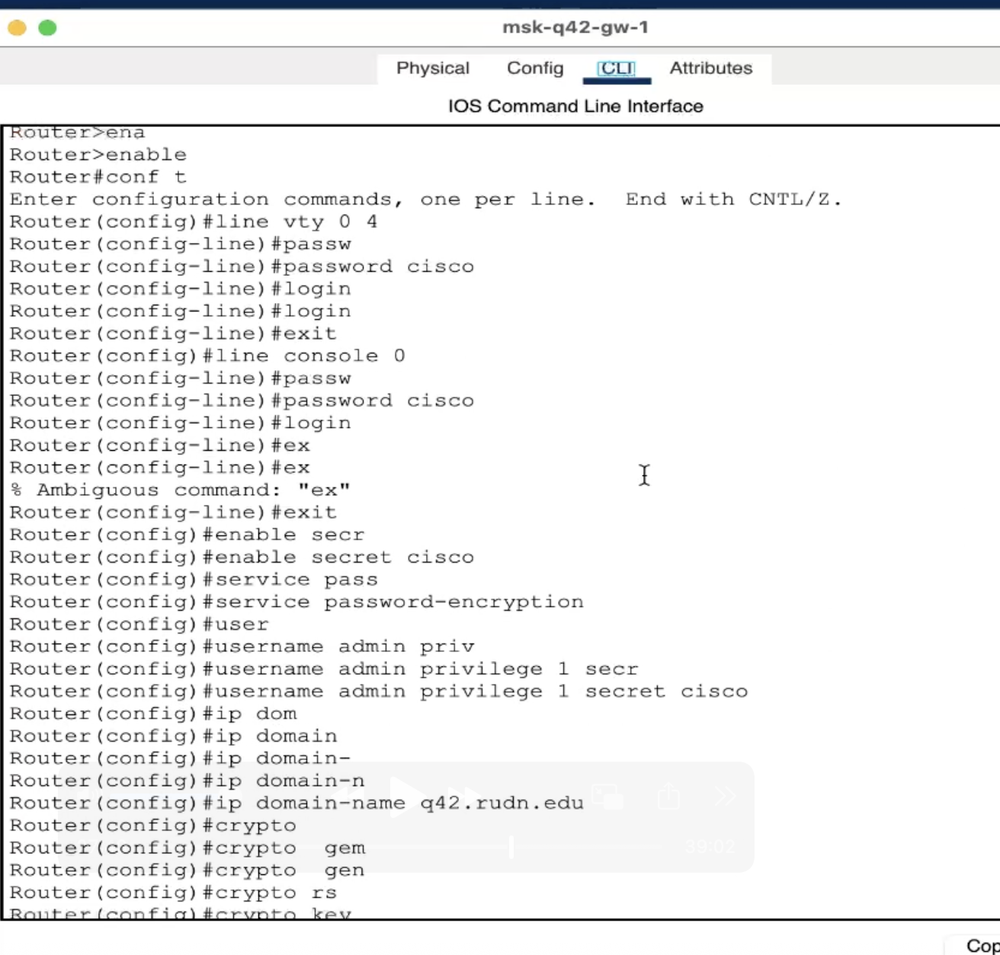 msk-q42-gw-1
Physical Config CLI Attributes
IOS Command Line Interface
Router>ena
Router>enable
Router#conf t
Enter configuration commands, one per line.  End with CNTL/Z.
Router(config)#line vty 0 4
Router(config-line)#passw
Router(config-line)#password cisco
Router(config-line)#login
Router(config-line)#login
Router(config-line)#exit
Router(config)#line console 0
Router(config-line)#passw
Router(config-line)#password cisco
Router(config-line)#login
Router(config-line)#ex
Router(config-line)#ex
% Ambiguous command: "ex"
Router(config-line)#exit
Router(config)#enable secr
Router(config)#enable secret cisco
Router(config)#service pass
Router(config)#service password-encryption
Router(config)#user
Router(config)#username admin priv
Router(config)#username admin privilege 1 secr
Router(config)#username admin privilege 1 secret cisco
Router(config)#ip dom
Router(config)#ip domain
Router(config)#ip domain-
Router(config)#ip domain-n
Router(config)#ip domain-name q42.rudn.edu
Router(config)#crypto
Router(config)#crypto  gem
39:02
Router(config)#crypto  gen
Router(config)#crypto rs
Router(config)#crypto key
Cop